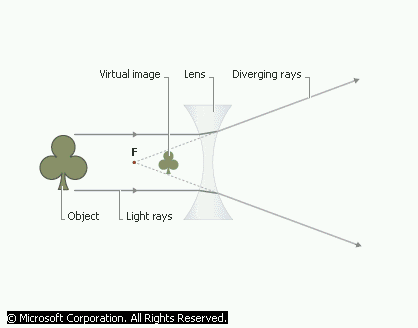 Virtual image
Lens
Diverging rays
F
Object
Light rays
© Microsoft Corporation. All Rights Reserved.